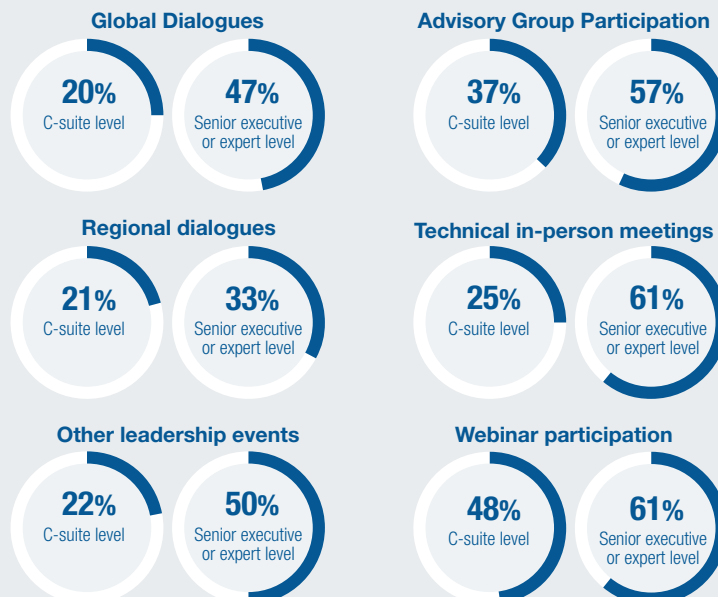 Global Dialogues
20%
C-suite level
47%
Senior executive
or expert level
Advisory Group Participation
37%
C-suite level
57%
Senior executive
or expert level
Regional dialogues
21%
C-suite level
33%
Senior executive
or expert level
Technical in-person meetings
25%
C-suite level
61%
Senior executive
or expert level
Other leadership events
22%
C-suite level
50%
Senior executive
or expert level
Webinar participation
48%
C-suite level
61%
Senior executive
or expert level